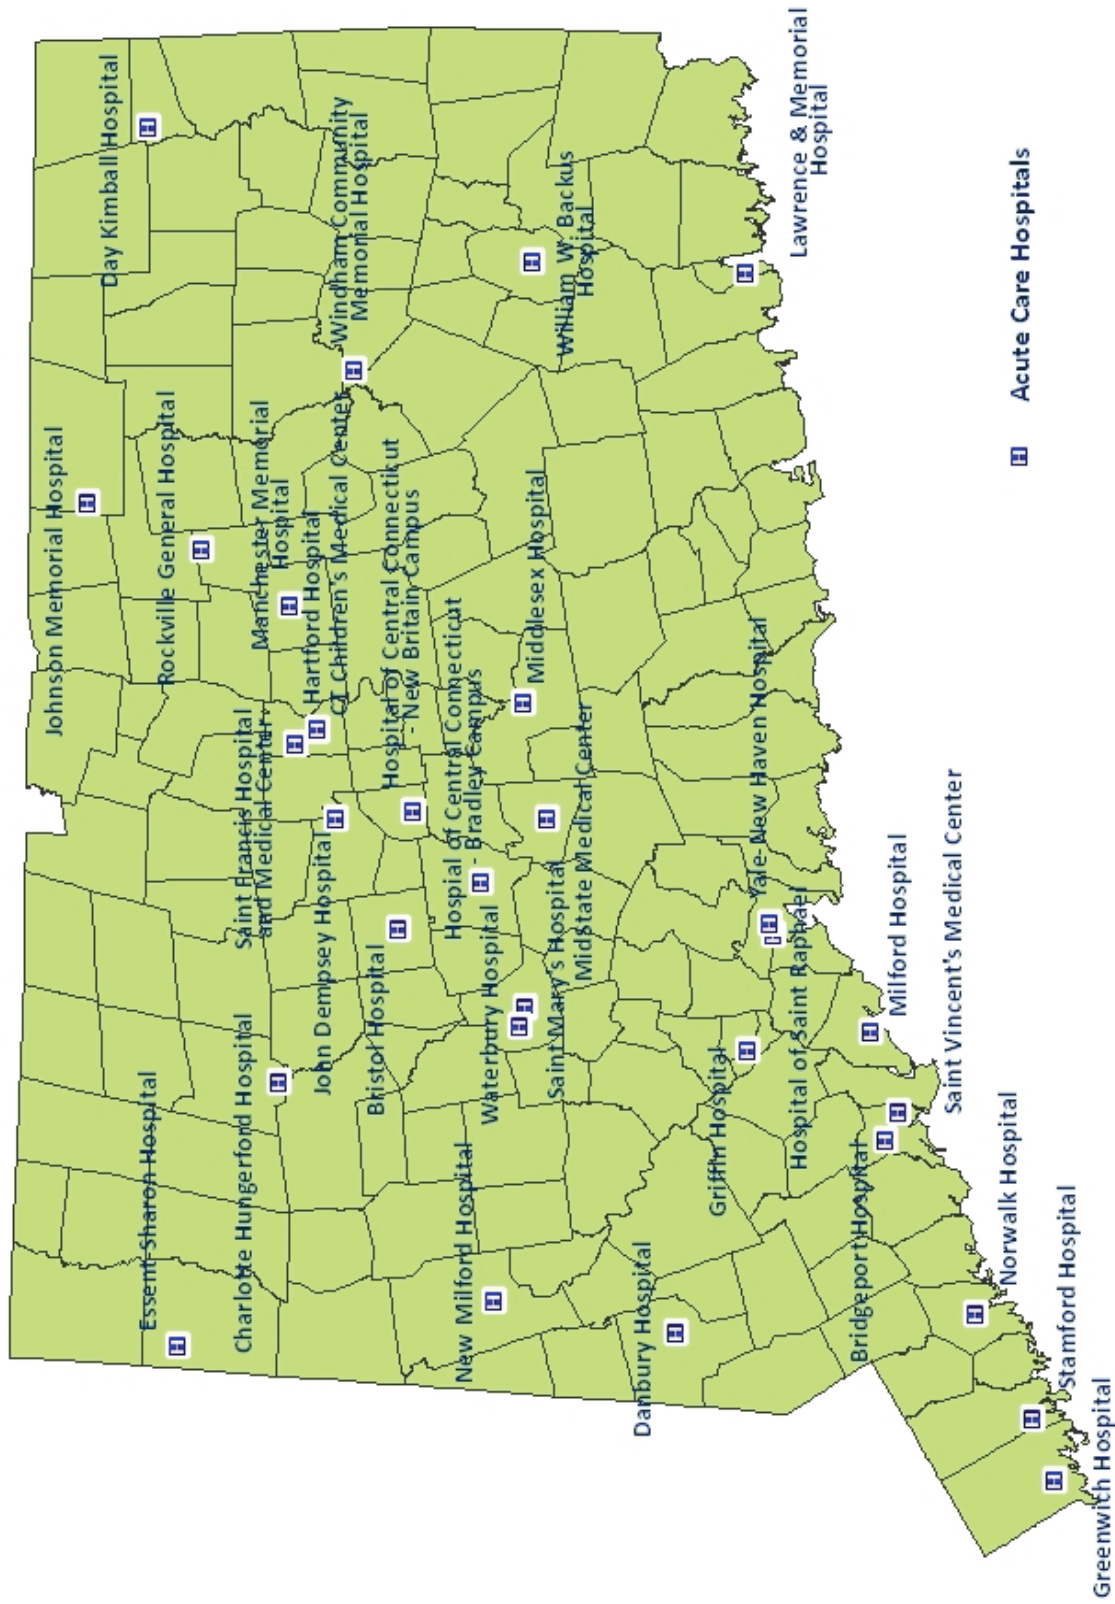 Johnson Memorial Hospital
Day Kimball Hospital
Essent-Sharon Hospital
Rockville General Hospital
Charlotte Hungerford Hospital
Saint Francis Hospital
and Medical Center
Manchester Memorial
Hospital
Hartford Hospital
CT Children's Medical Center
Windham Community
Memorial Hospital
John Dempsey Hospital
Bristol Hospital
Hospital of Central Connecticut
- New Britain Campus
Hospial of Central Connecticut
- Bradley Campus
New Milford Hospital
Waterbury Hospital
Saint Mary's Hospital
Middlesex Hospital
MidState Medical Center
William W. Backus
Hospital
Danbury Hospital
Griffin Hospital
Yale-New Haven Hospital
Hospital of Saint Raphael
Lawrence & Memorial
Hospital
Bridgeport Hospital
Milford Hospital
Saint Vincent's Medical Center
Norwalk Hospital
Stamford Hospital
Greenwich Hospital
H Acute Care Hospitals